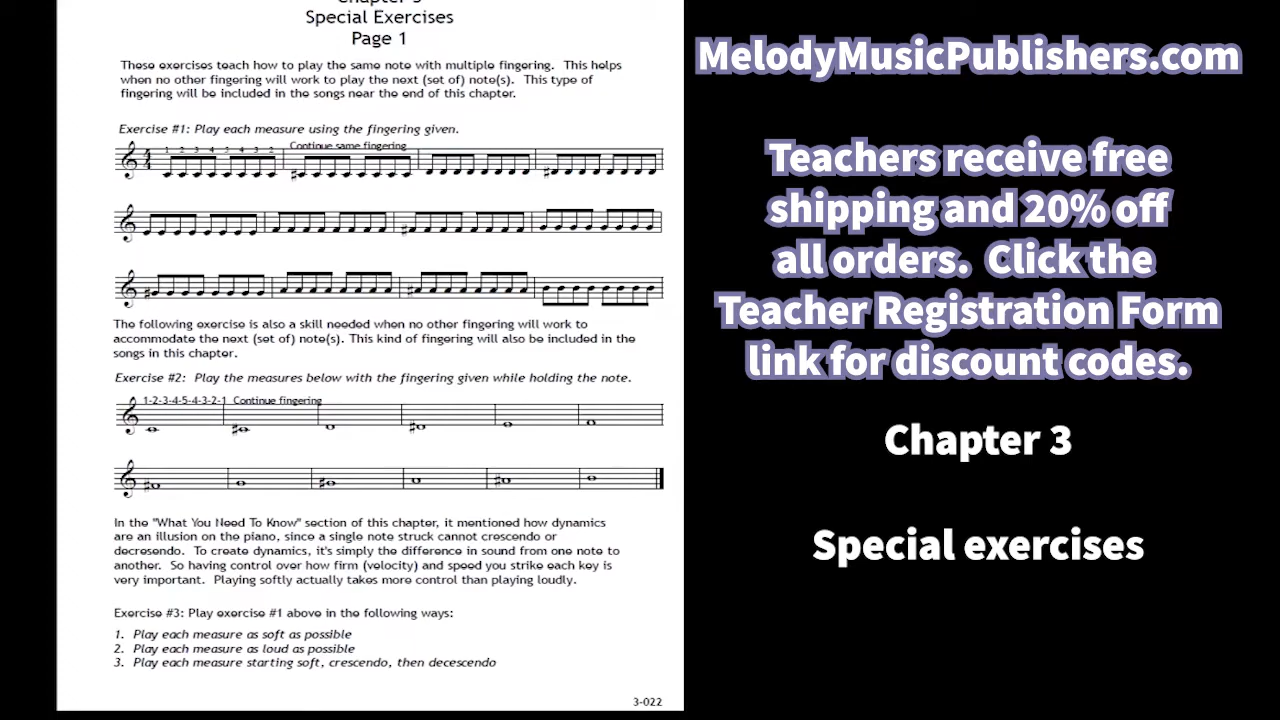 Chapter 3
Special Exercises
Page 1
These exercises teach how to play the same note with multiple fingering.  This helps
when no other fingering will work to play the next (set of) note(s).  This type of
fingering will be included in the songs near the end of this chapter.
Exercise #1: Play each measure using the fingering given.
1 2 3 4 5 4 3 2 Continue same fingering
4
4
The following exercise is also a skill needed when no other fingering will work to
accommodate the next (set of) note(s). This kind of fingering will also be included in the
songs in this chapter.
Exercise #2:  Play the measures below with the fingering given while holding the note.
1-2-3-4-5-4-3-2-1  Continue fingering
In the "What You Need To Know" section of this chapter, it mentioned how dynamics
are an illusion on the piano, since a single note struck cannot crescendo or
decresendo.  To create dynamics, it's simply the difference in sound from one note to
another.  So having control over how firm (velocity) and speed you strike each key is
very important.  Playing softly actually takes more control than playing loudly.
Exercise #3: Play exercise #1 above in the following ways:
1.  Play each measure as soft as possible
2.  Play each measure as loud as possible
3.  Play each measure starting soft, crescendo, then decescendo
3-022
MelodyMusicPublishers.com
Teachers receive free
shipping and 20% off
all orders.  Click the
Teacher Registration Form
link for discount codes.
Chapter 3
Special exercises